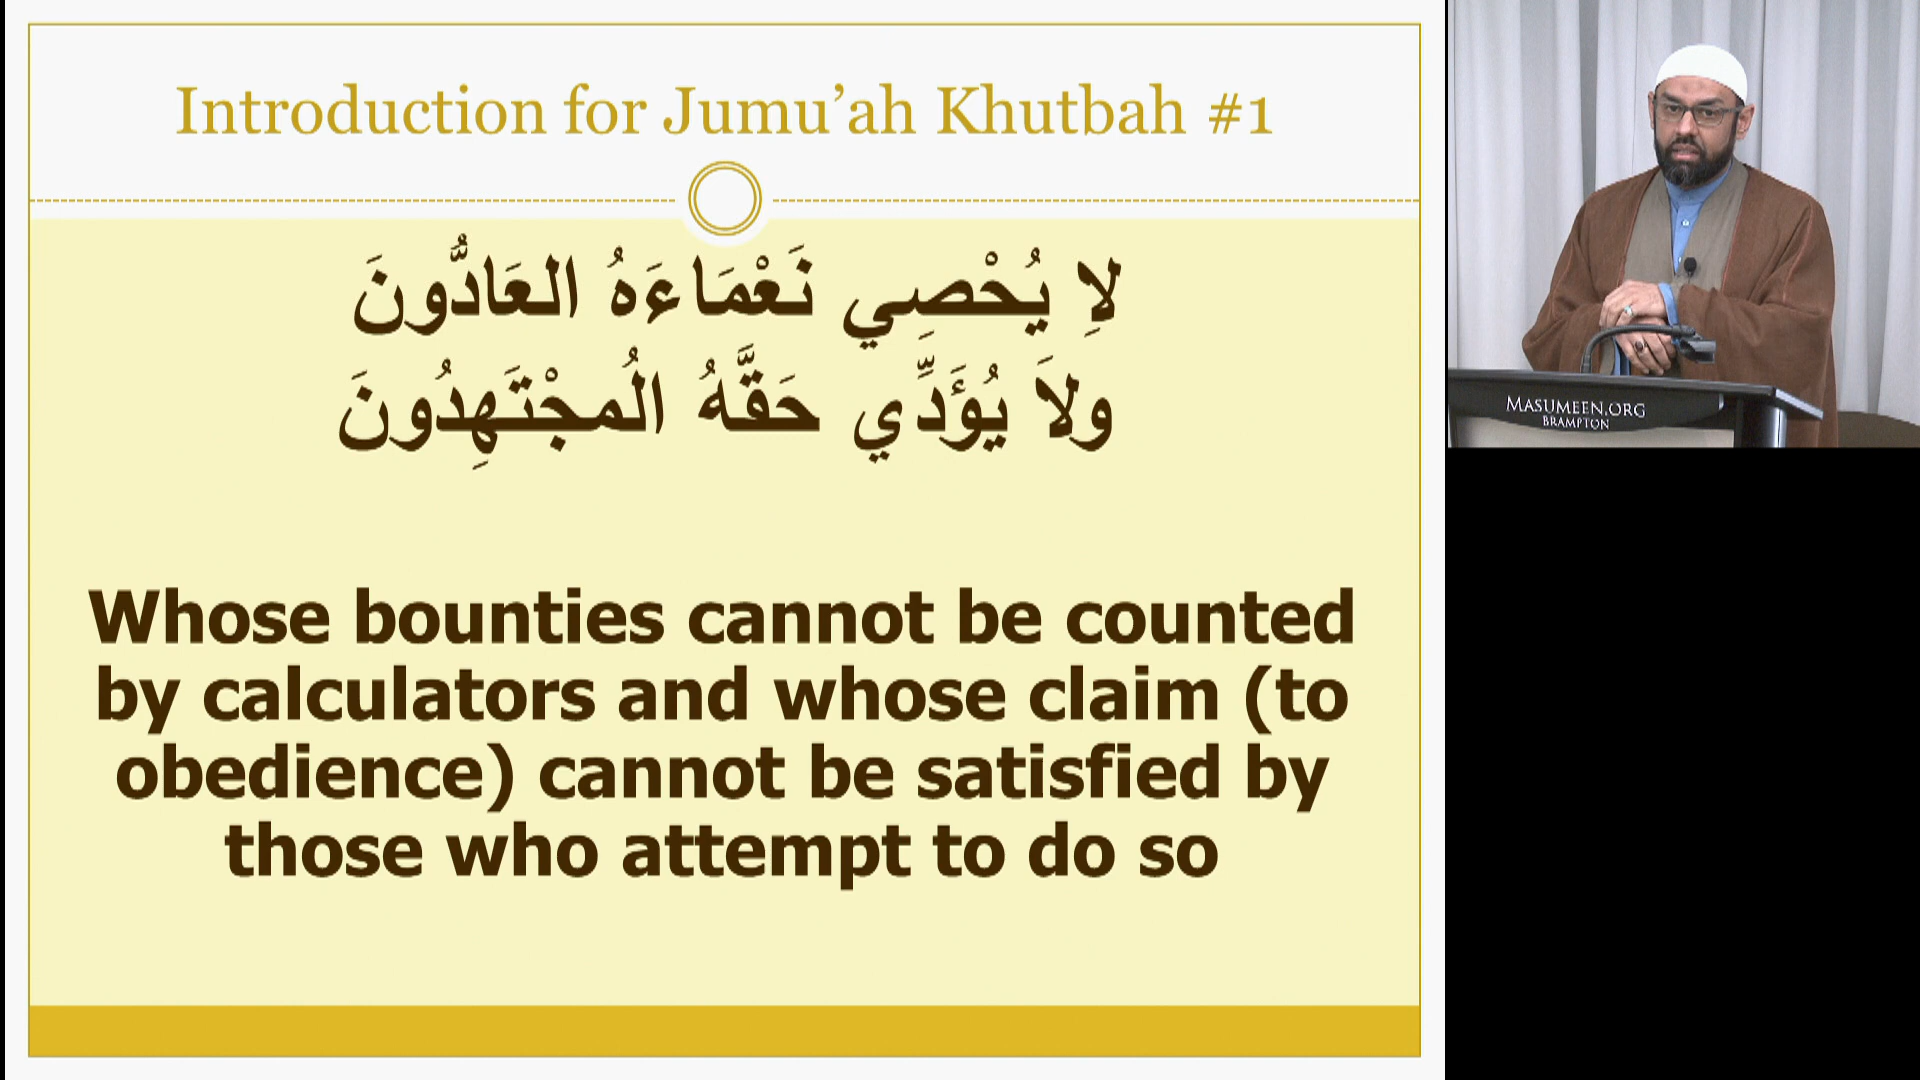 Introduction for Jumu’ah Khutbah #1
لاِ يُحْصِي نَعْمَاءَهُ العَادُّونَ
ولاَ يُؤَدِّي حَقَّهُ الُمجْتَهِدُونَ
Whose bounties cannot be counted
by calculators and whose claim (to
obedience) cannot be satisfied by
those who attempt to do so
MASUMEEN.ORG
BRAMPTON